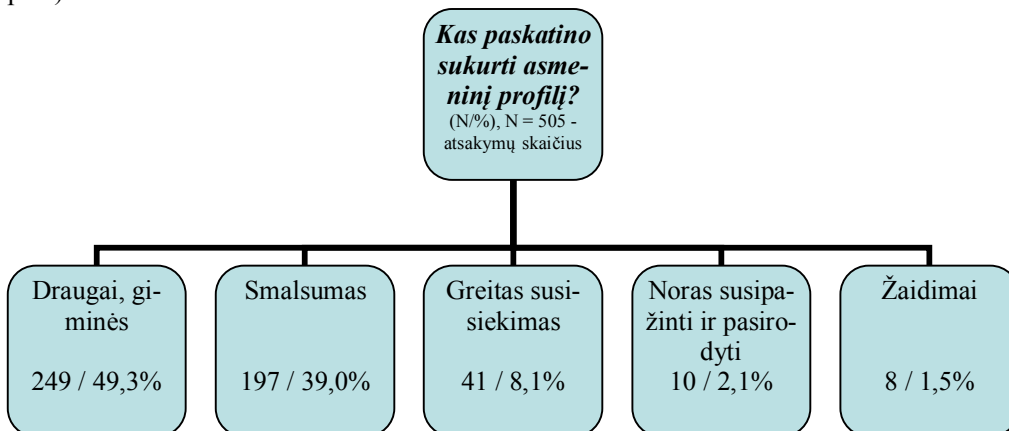 Kas paskatino
sukurti asme-
ninį profilį?
(N/%), N = 505 -
atsakymų skaičius
Draugai, gi-
minės
249 / 49,3%
Smalsumas
197 / 39,0%
Greitas susi-
siekimas
41 / 8,1%
Noras susipa-
žinti ir pasiro-
dyti
10 / 2,1%
Žaidimai
8 / 1,5%